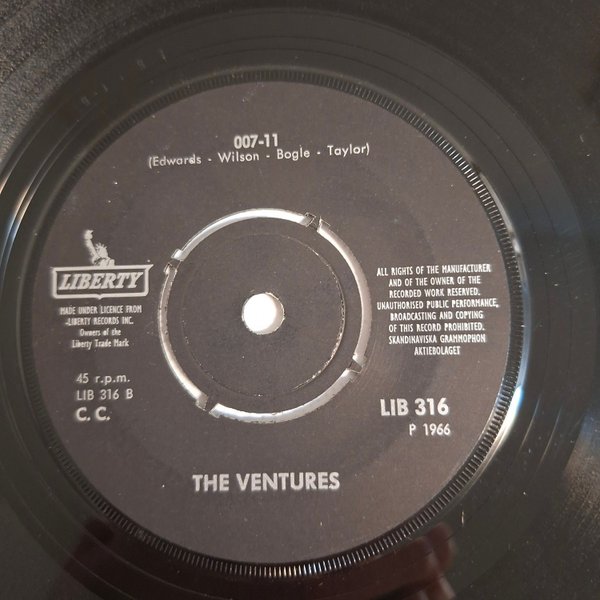 007-11
(Edwards - Wilson - Bogle - Taylor)
LIBERTY
MADE UNDER LICENCE FROM
-LIBERTY RECORDS INC.
Owners of the
Liberty Trade Mark
ALL RIGHTS OF THE MANUFACTURER
AND OF THE OWNER OF THE
RECORDED WORK RESERVED.
UNAUTHORISED PUBLIC PERFORMANCE,
BROADCASTING AND COPYING
OF THIS RECORD PROHIBITED.
SKANDINAVISKA GRAMMOPHON
AKTIEBOLAGET
45 r.p.m.
LIB 316 B
C. C.
LIB 316
P 1966
THE VENTURES